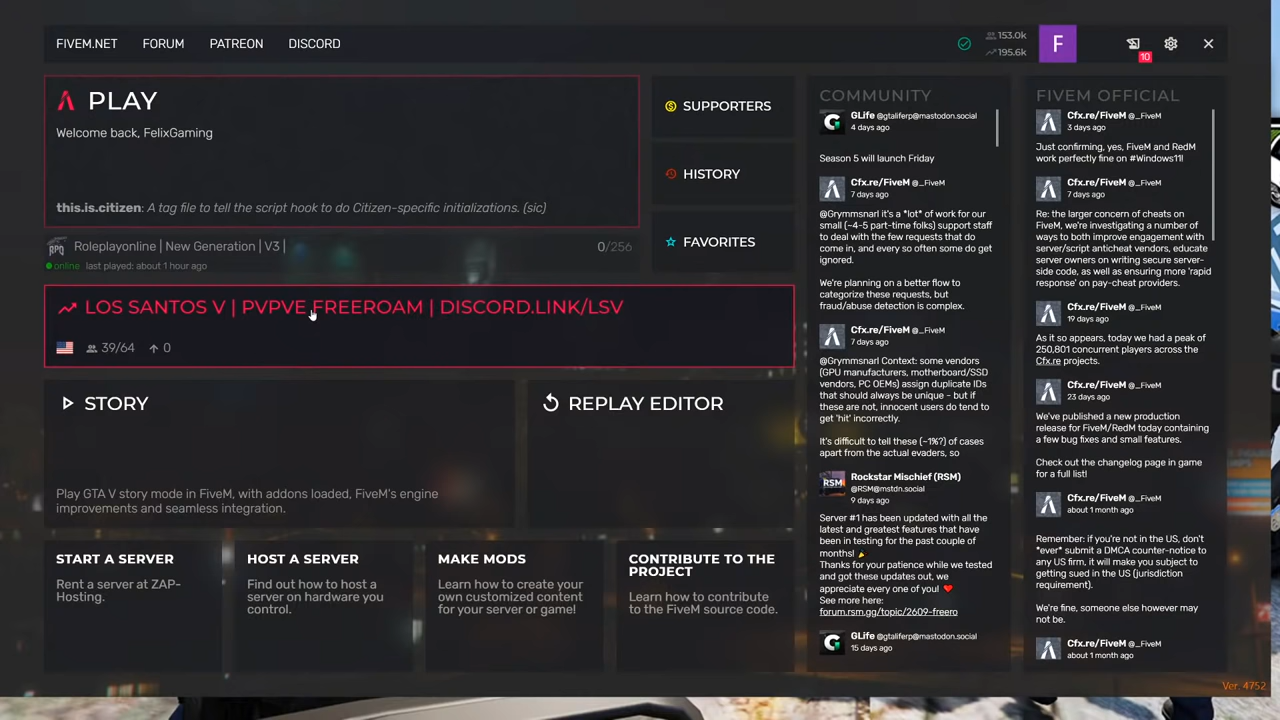 FIVEM.NET
FORUM
PATREON
DISCORD
153.0k
195.6k
F
10
PLAY
Welcome back, FelixGaming
this.is.citizen: A tag file to tell the script hook to do Citizen-specific initializations. (sic)
RPO
Roleplayonline | New Generation | V3 |
0/256
online last played: about 1 hour ago
SUPPORTERS
HISTORY
FAVORITES
LOS SANTOS V | PVPVE FREEROAM | DISCORD.LINK/LSV
39/64
0
STORY
Play GTA V story mode in FiveM, with addons loaded, FiveM's engine
improvements and seamless integration.
REPLAY EDITOR
START A SERVER
Rent a server at ZAP-
Hosting.
HOST A SERVER
Find out how to host a
server on hardware you
control.
MAKE MODS
Learn how to create your
own customized content
for your server or game!
CONTRIBUTE TO THE
PROJECT
Learn how to contribute
to the FiveM source code.
COMMUNITY
GLife @gtaliferp@mastodon.social
4 days ago
Season 5 will launch Friday
Cfx.re/FiveM @_FiveM
7 days ago
@Grymmsnarl it's a *lot* of work for our
small (~4-5 part-time folks) support staff
to deal with the few requests that do
come in, and every so often some do get
ignored.
We're planning on a better flow to
categorize these requests, but
fraud/abuse detection is complex.
Cfx.re/FiveM @_FiveM
7 days ago
@Grymmsnarl Context: some vendors
(GPU manufacturers, motherboard/SSD
vendors, PC OEMs) assign duplicate IDs
that should always be unique - but if
these are not, innocent users do tend to
get 'hit' incorrectly.
It's difficult to tell these (~1%?) of cases
apart from the actual evaders, so
Rockstar Mischief (RSM)
@RSM@mstdn.social
9 days ago
Server #1 has been updated with all the
latest and greatest features that have
been in testing for the past couple of
months! 🎉
Thanks for your patience while we tested
and got these updates out, we
appreciate every one of you! ❤️
See more here:
forum.rsm.gg/topic/2609-freero
GLife @gtaliferp@mastodon.social
15 days ago
FIVEM OFFICIAL
Cfx.re/FiveM @_FiveM
3 days ago
Just confirming, yes, FiveM and RedM
work perfectly fine on #Windows11!
Cfx.re/FiveM @_FiveM
7 days ago
Re: the larger concern of cheats on
FiveM, we're investigating a number of
ways to both improve engagement with
server/script anticheat vendors, educate
server owners on writing secure server-
side code, as well as ensuring more 'rapid
response' on pay-cheat providers.
Cfx.re/FiveM @_FiveM
19 days ago
As it so appears, today we had a peak of
250,801 concurrent players across the
Cfx.re projects.
Cfx.re/FiveM @_FiveM
23 days ago
We've published a new production
release for FiveM/RedM today containing
a few bug fixes and small features.
Check out the changelog page in game
for a full list!
Cfx.re/FiveM @_FiveM
about 1 month ago
Remember: if you're not in the US, don't
*ever* submit a DMCA counter-notice to
any US firm, it will make you subject to
getting sued in the US (jurisdiction
requirement).
We're fine, someone else however may
not be.
Cfx.re/FiveM @_FiveM
about 1 month ago
Ver. 4752